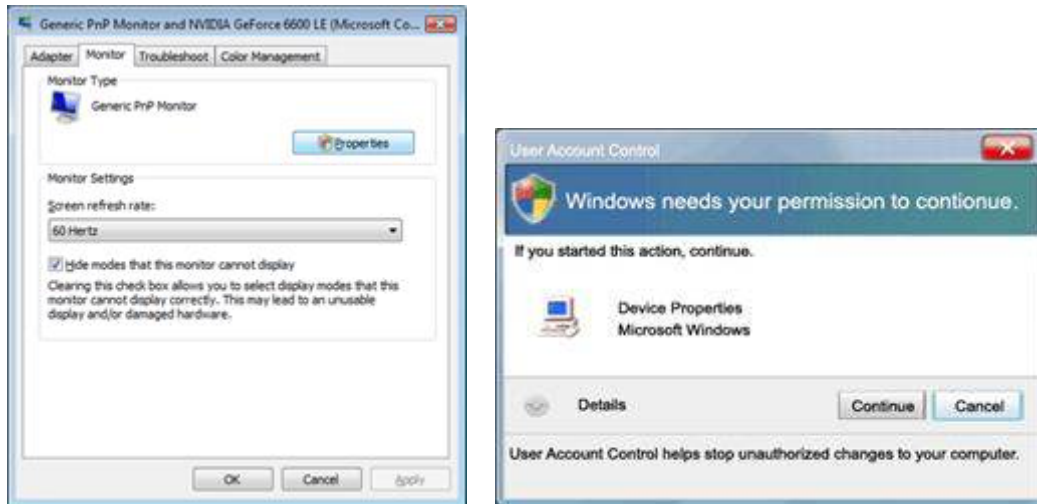 Generic PnP Monitor and NVIDIA GeForce 6600 LE (Microsoft Co...
Adapter Monitor Troubleshoot Color Management
Monitor Type
Generic PnP Monitor
Properties
Monitor Settings
Screen refresh rate:
60 Hertz
Hide modes that this monitor cannot display
Clearing this check box allows you to select display modes that this
monitor cannot display correctly. This may lead to an unusable
display and/or damaged hardware.
OK Cancel Apply
User Account Control
Windows needs your permission to contionue.
If you started this action, continue.
Device Properties
Microsoft Windows
Details Continue Cancel
User Account Control helps stop unauthorized changes to your computer.